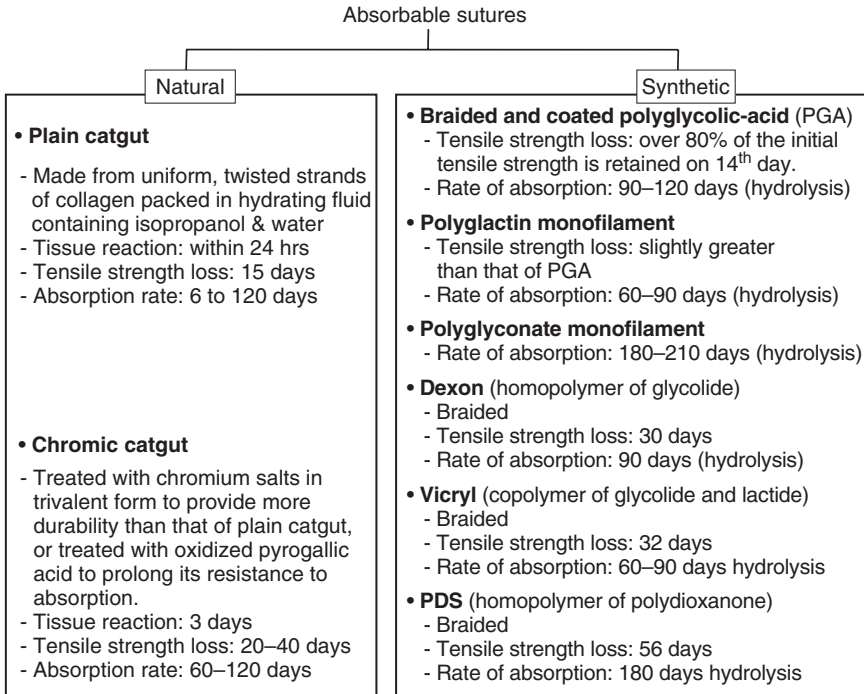 Absorbable sutures
Natural
• Plain catgut
- Made from uniform, twisted strands
of collagen packed in hydrating fluid
containing isopropanol & water
- Tissue reaction: within 24 hrs
- Tensile strength loss: 15 days
- Absorption rate: 6 to 120 days
• Chromic catgut
- Treated with chromium salts in
trivalent form to provide more
durability than that of plain catgut,
or treated with oxidized pyrogallic
acid to prolong its resistance to
absorption.
- Tissue reaction: 3 days
- Tensile strength loss: 20–40 days
- Absorption rate: 60–120 days
Synthetic
• Braided and coated polyglycolic-acid (PGA)
- Tensile strength loss: over 80% of the initial
tensile strength is retained on 14th day.
- Rate of absorption: 90–120 days (hydrolysis)
• Polyglactin monofilament
- Tensile strength loss: slightly greater
than that of PGA
- Rate of absorption: 60–90 days (hydrolysis)
• Polyglyconate monofilament
- Rate of absorption: 180–210 days (hydrolysis)
• Dexon (homopolymer of glycolide)
- Braided
- Tensile strength loss: 30 days
- Rate of absorption: 90 days (hydrolysis)
• Vicryl (copolymer of glycolide and lactide)
- Braided
- Tensile strength loss: 32 days
- Rate of absorption: 60–90 days hydrolysis
• PDS (homopolymer of polydioxanone)
- Braided
- Tensile strength loss: 56 days
- Rate of absorption: 180 days hydrolysis